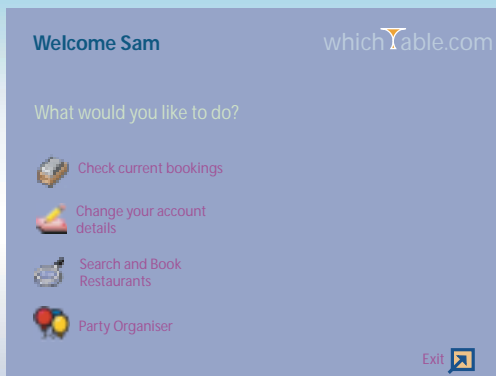 Welcome Sam
whichTable.com
What would you like to do?
Check current bookings
Change your account
details
Search and Book
Restaurants
Party Organiser
Exit